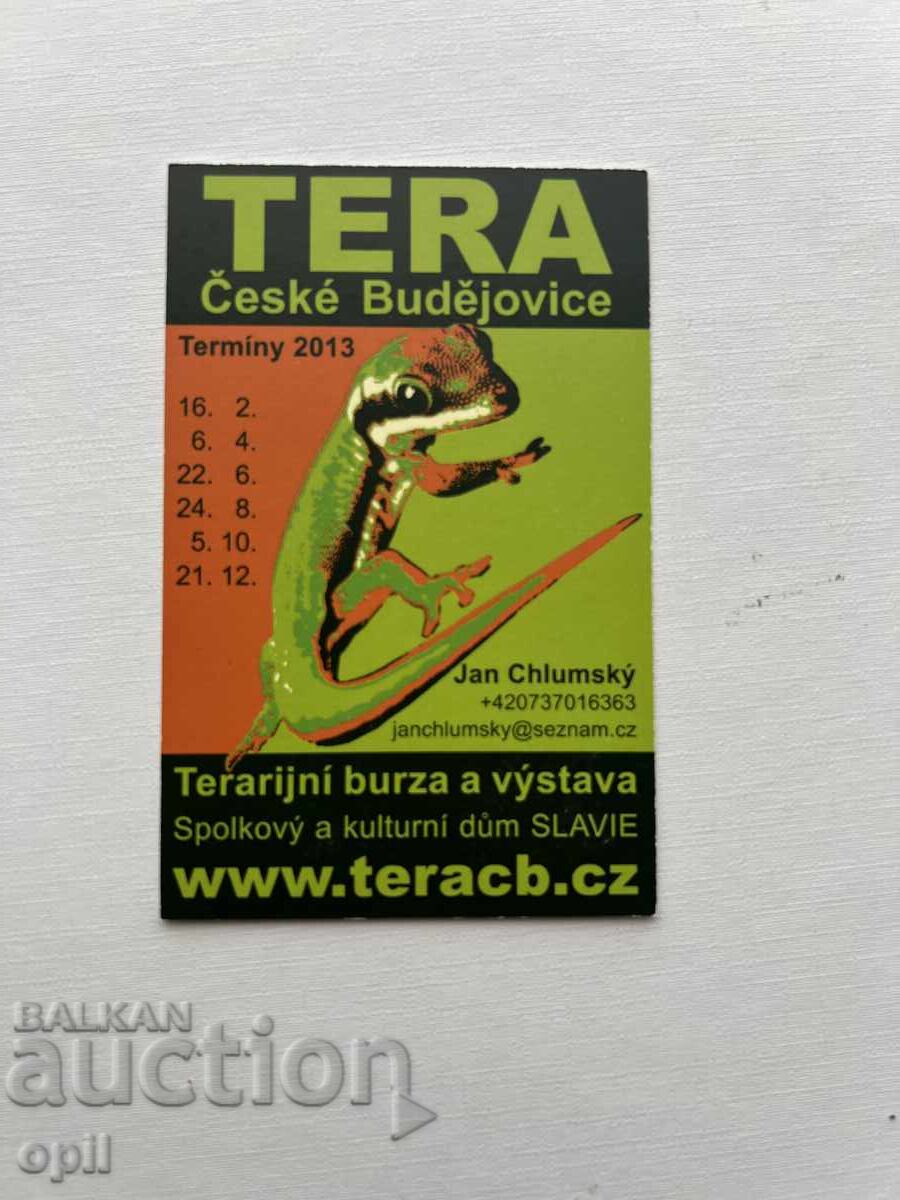 TERA
České Budějovice
Termíny 2013
16. 2.
6. 4.
22. 6.
24. 8.
5. 10.
21. 12.
Jan Chlumský
+420737016363
janchlumsky@seznam.cz
Terarijní burza a výstava
Spolkový a kulturní dům SLAVIE
www.teracb.cz
BALKAN
auction
opil